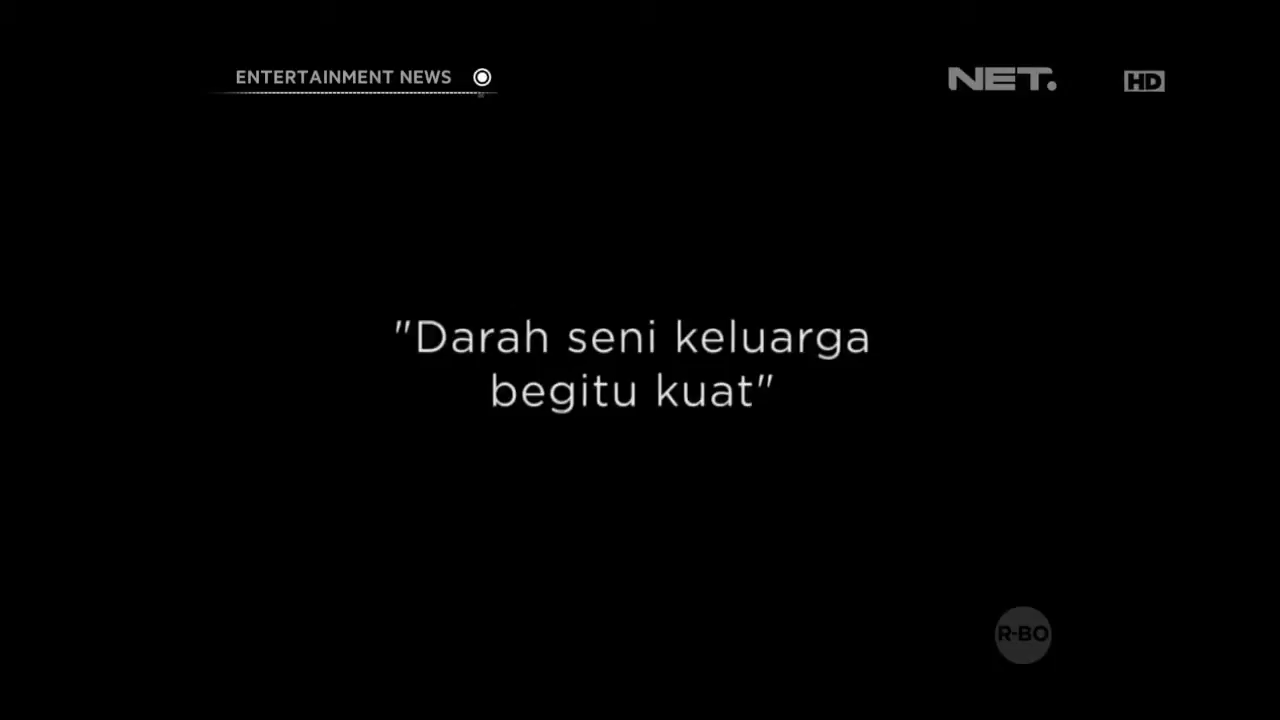 ENTERTAINMENT NEWS
NET.
HD
"Darah seni keluarga
begitu kuat"
R-BO